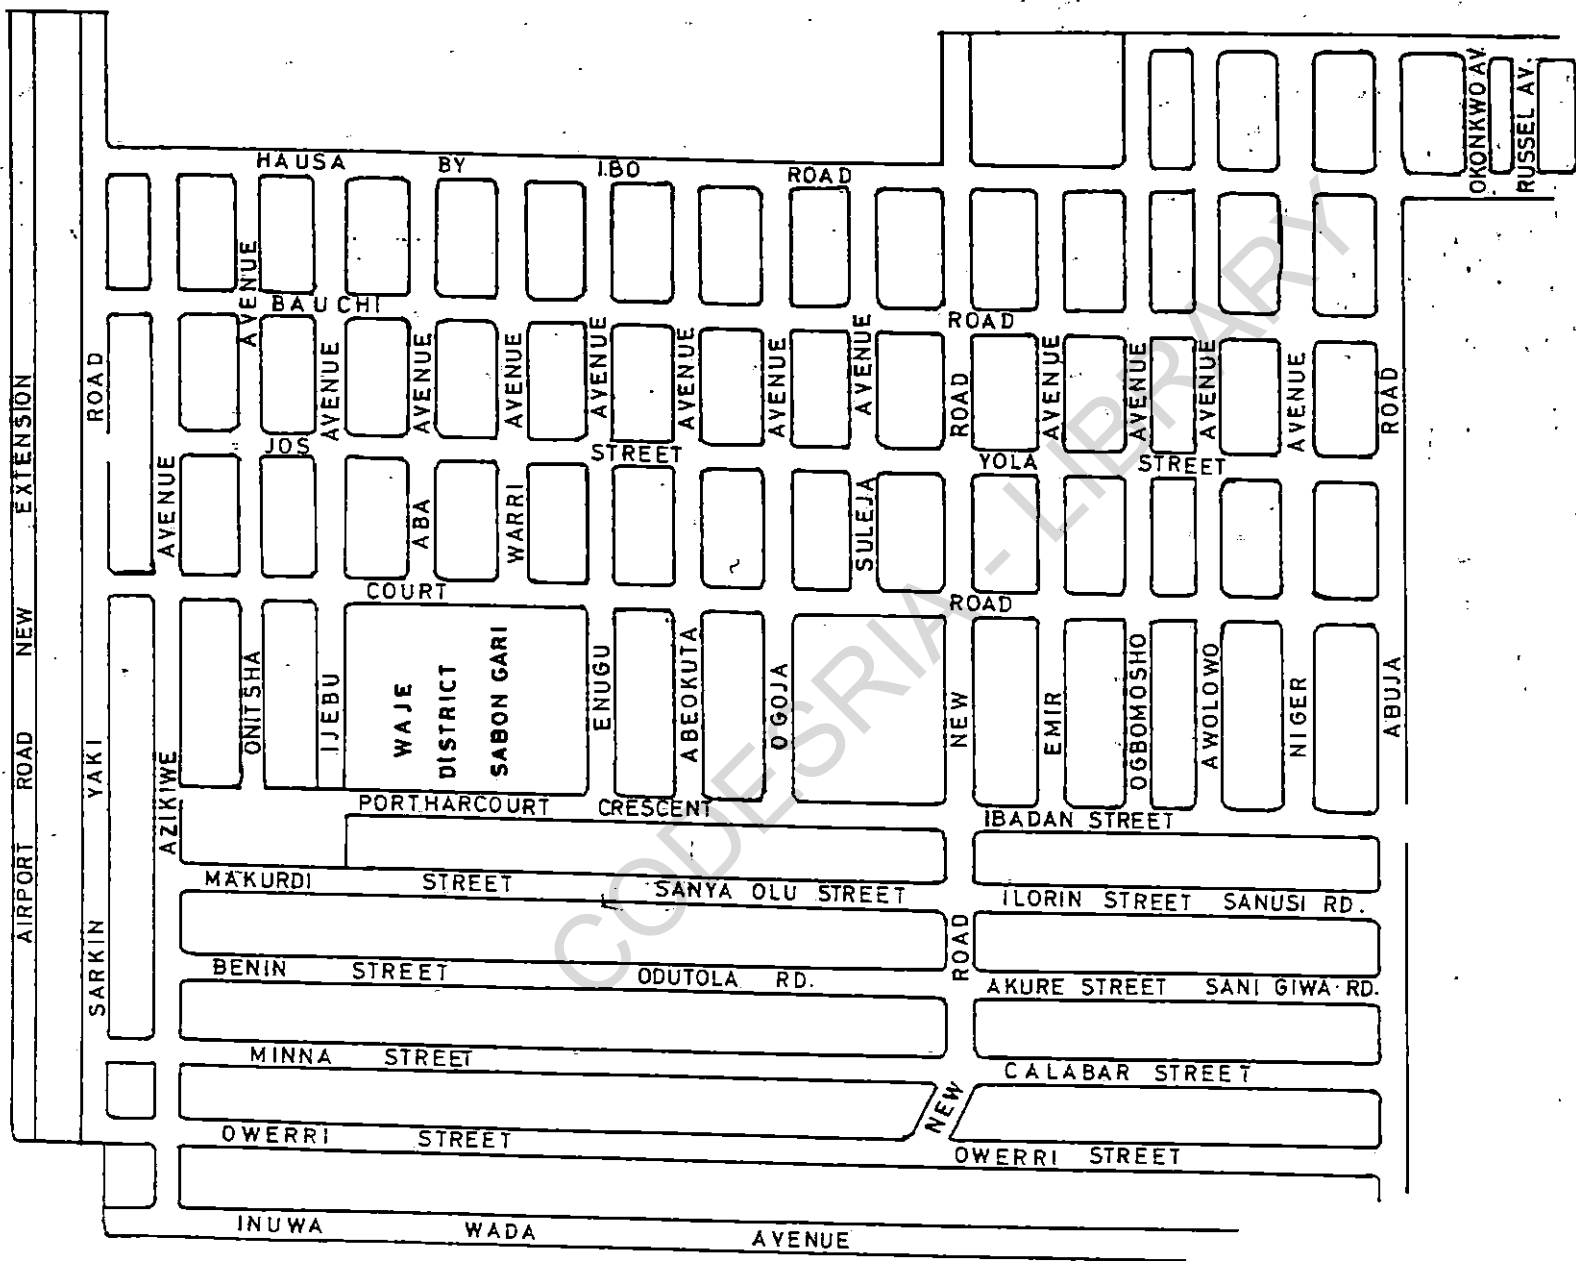 HAUSA BY IBO ROAD
OKONKWO AV.
RUSSEL AV.
BAUCHI ROAD
JOS STREET YOLA STREET
COURT ROAD
AIRPORT ROAD NEW EXTENSION
SARKIN YAKI ROAD
AZIKIWE AVENUE
ONITSHA AVENUE
IJEBU AVENUE
ABA AVENUE
WARRI AVENUE
ENUGU AVENUE
ABEOKUTA AVENUE
OGOJA AVENUE
SULEJA AVENUE
NEW ROAD
EMIR AVENUE
OGBOMOSHO AVENUE
AWOLOWO AVENUE
NIGER AVENUE
ABUJA ROAD
WAJE
DISTRICT
SABON GARI
PORTHARCOURT CRESCENT
IBADAN STREET
MAKURDI STREET SANYA OLU STREET
ILORIN STREET SANUSI RD.
ROAD
BENIN STREET ODUTOLA RD.
AKURE STREET SANI GIWA RD.
MINNA STREET
CALABAR STREET
NEW
OWERRI STREET
OWERRI STREET
INUWA WADA AVENUE
CODESRIA - LIBRARY